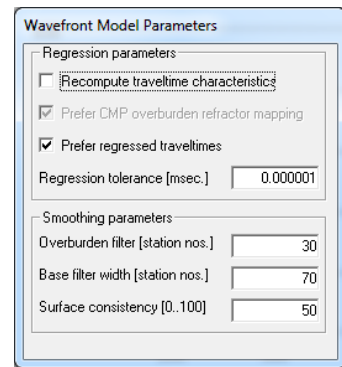 Wavefront Model Parameters
Regression parameters
Recompute traveltime characteristics
Prefer CMP overburden refractor mapping
Prefer regressed traveltimes
Regression tolerance [msec.] 0.000001
Smoothing parameters
Overburden filter [station nos.] 30
Base filter width [station nos.] 70
Surface consistency [0..100] 50